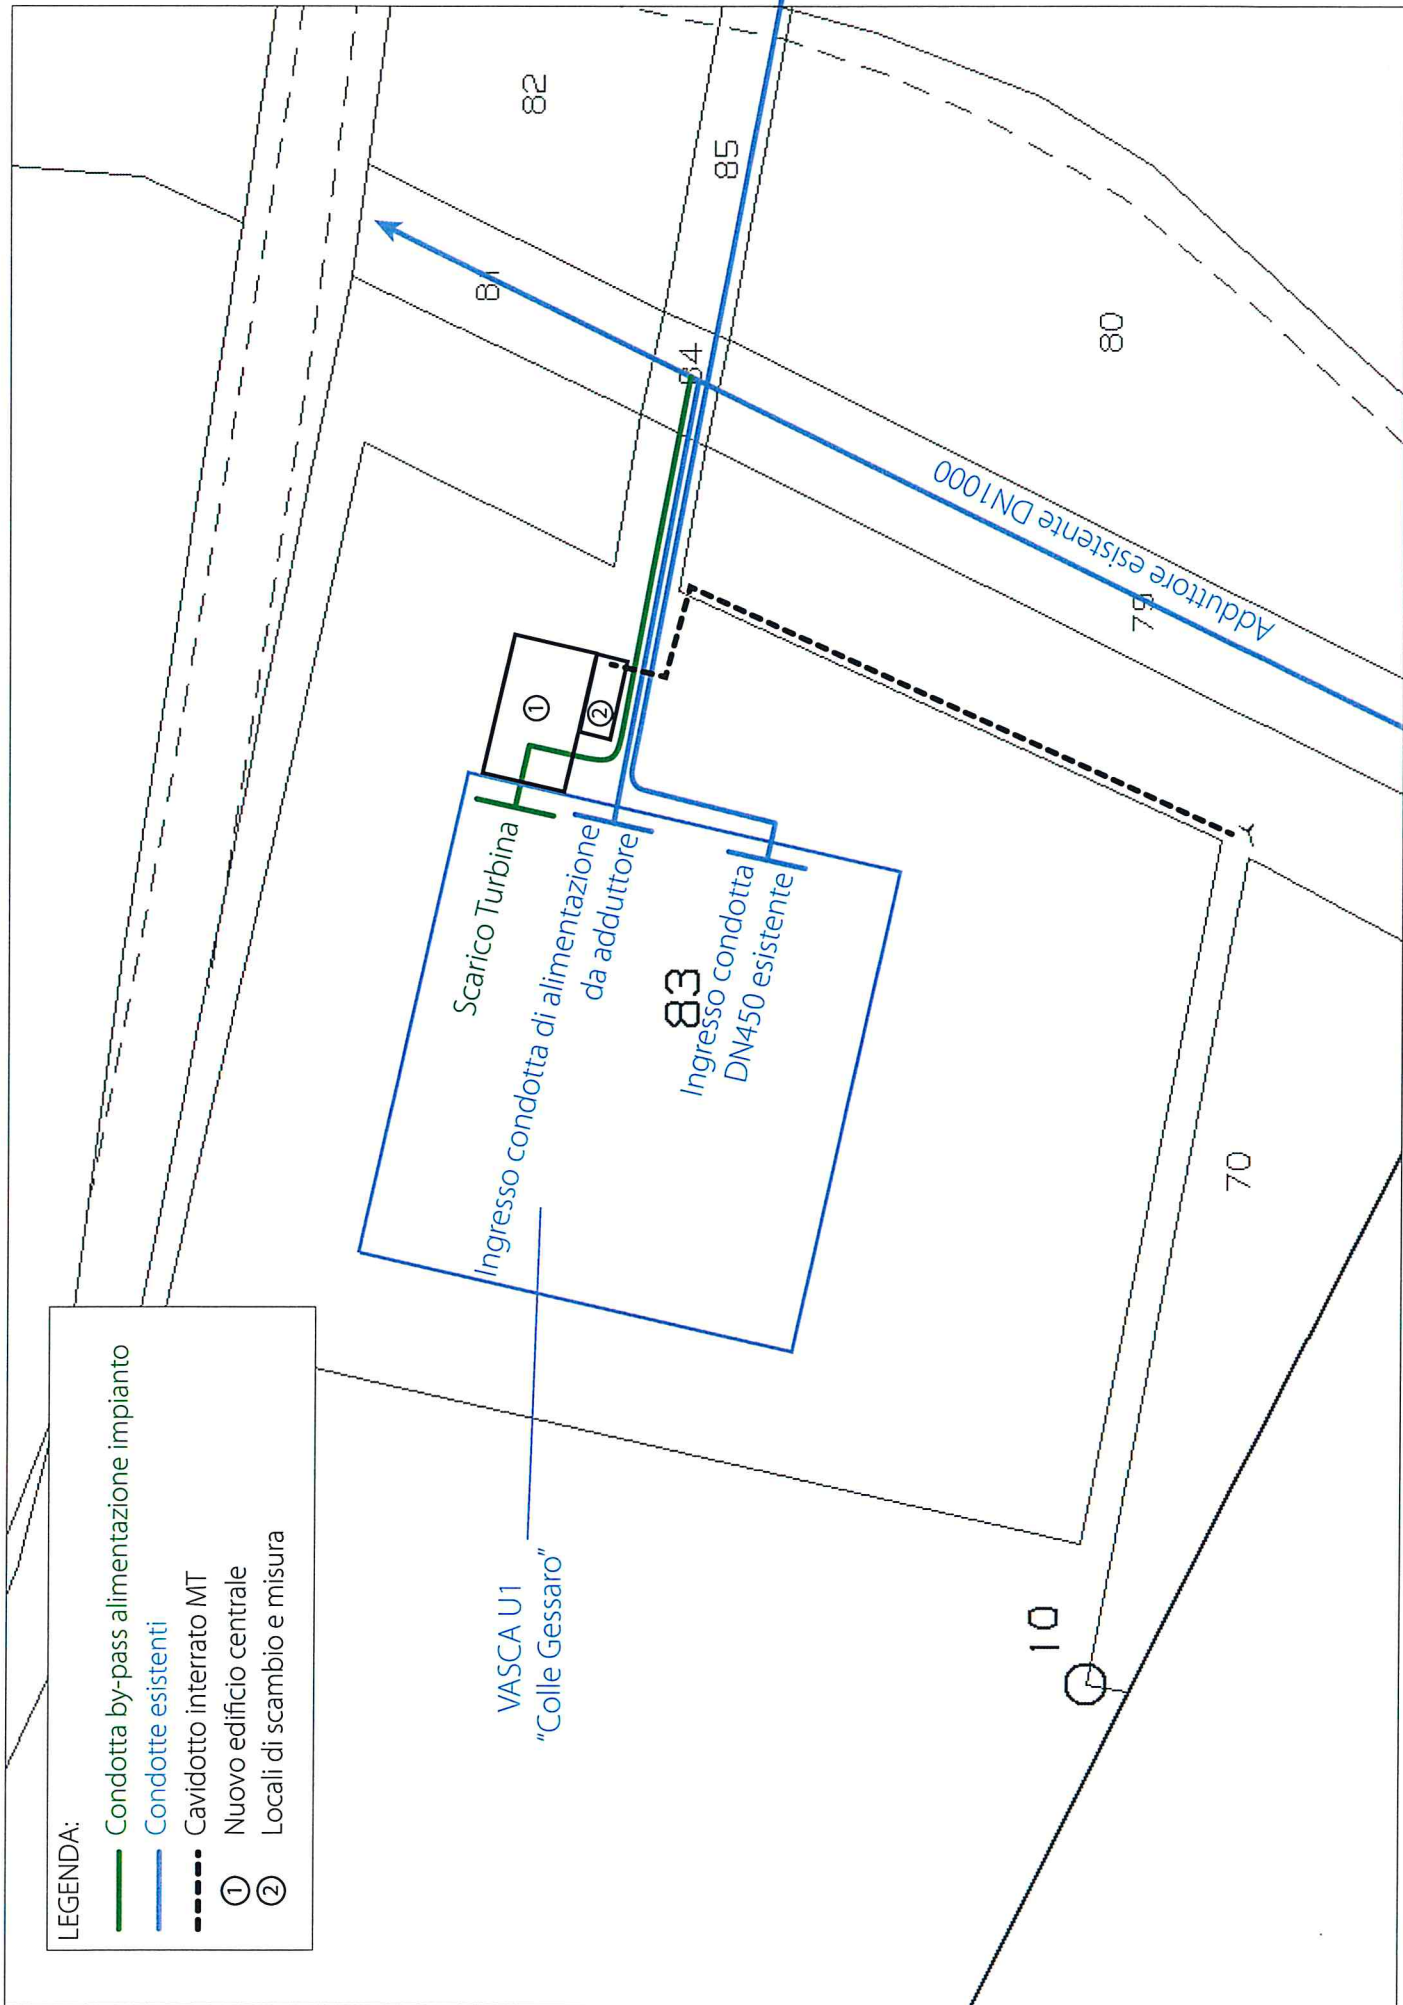 LEGENDA:
Condotta by-pass alimentazione impianto
Condotte esistenti
Cavidotto interrato MT
1 Nuovo edificio centrale
2 Locali di scambio e misura
VASCA U1
"Colle Gessaro"
Scarico Turbina
Ingresso condotta di alimentazione
da adduttore
83
Ingresso condotta
DN450 esistente
1
2
Adduttore esistente DN1000
82
85
81
80
79
70
10